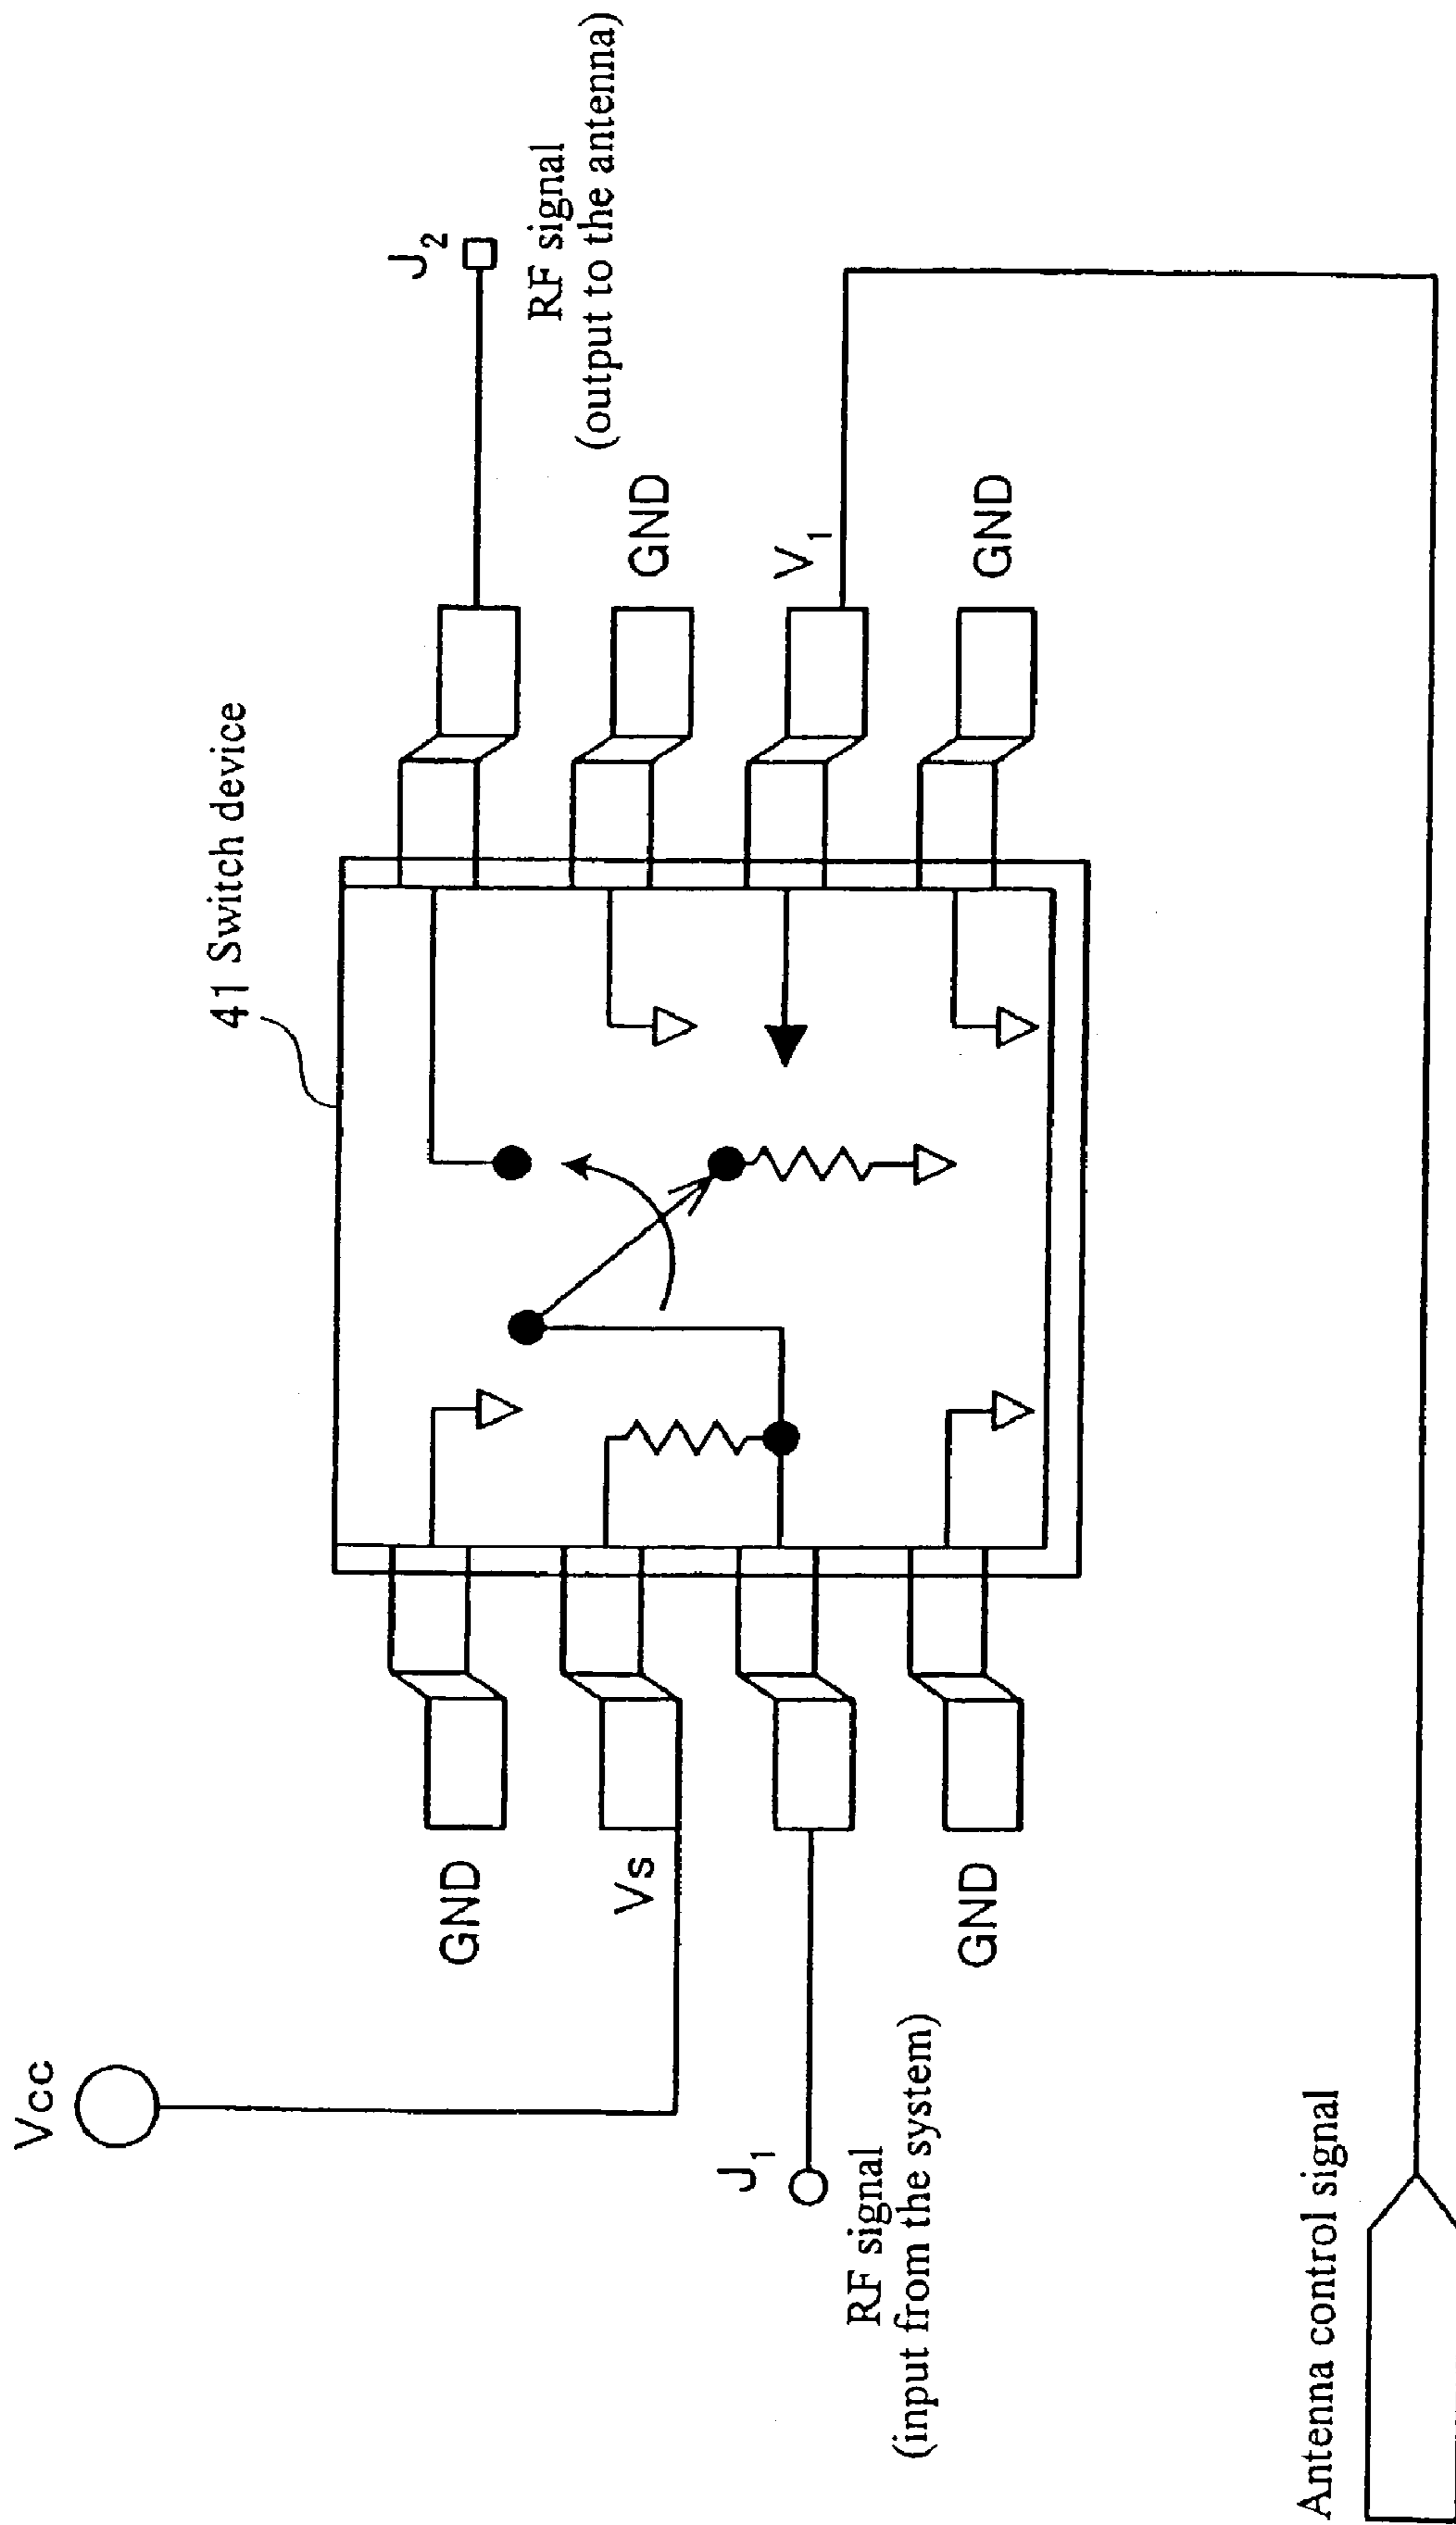 41 Switch device
Vcc
GND
Vs
J1
RF signal
(input from the system)
GND
J2
RF signal
(output to the antenna)
GND
V1
GND
Antenna control signal